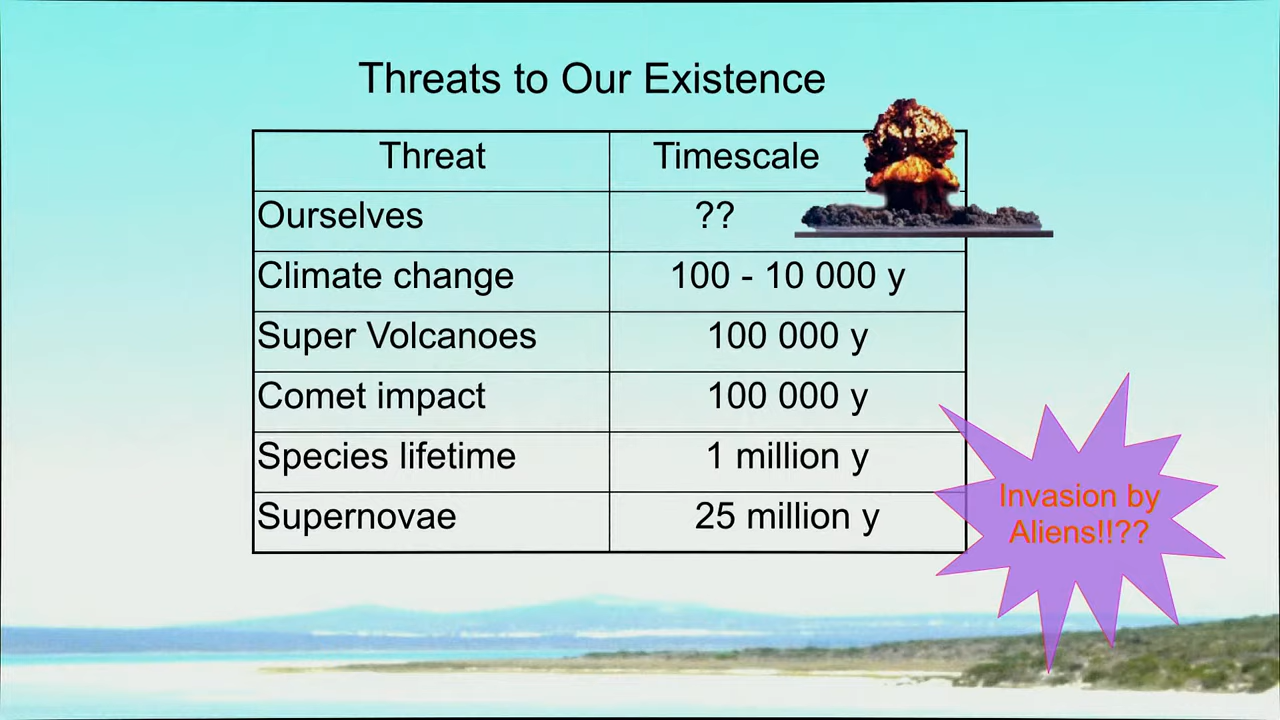 Threats to Our Existence
Threat Timescale
Ourselves ??
Climate change 100 - 10 000 y
Super Volcanoes 100 000 y
Comet impact 100 000 y
Species lifetime 1 million y
Supernovae 25 million y
Invasion by
Aliens!!??